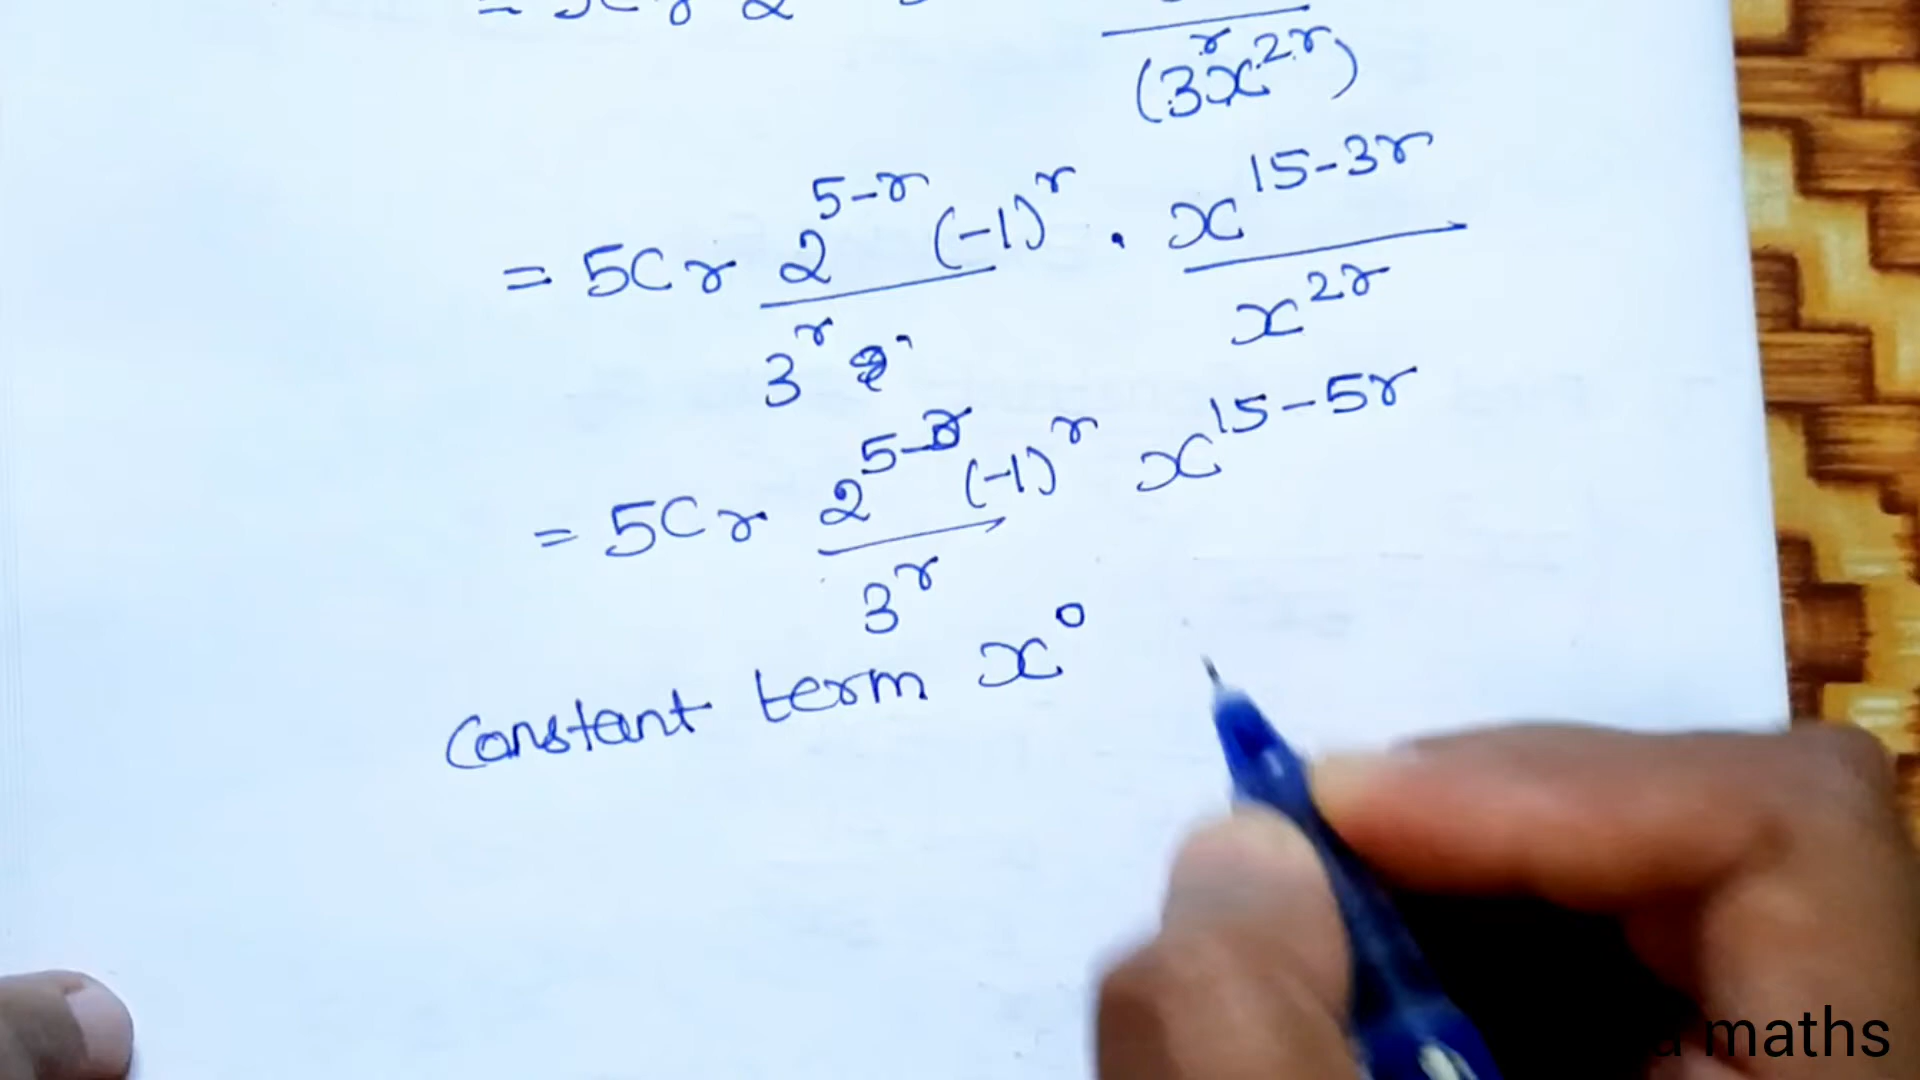 (3^r x^{2r})
= 5Cr 2^{5-r} (-1)^r / 3^r . x^{15-3r} / x^{2r}
= 5Cr 2^{5-r} (-1)^r / 3^r x^{15-5r}
Constant term x^0
maths